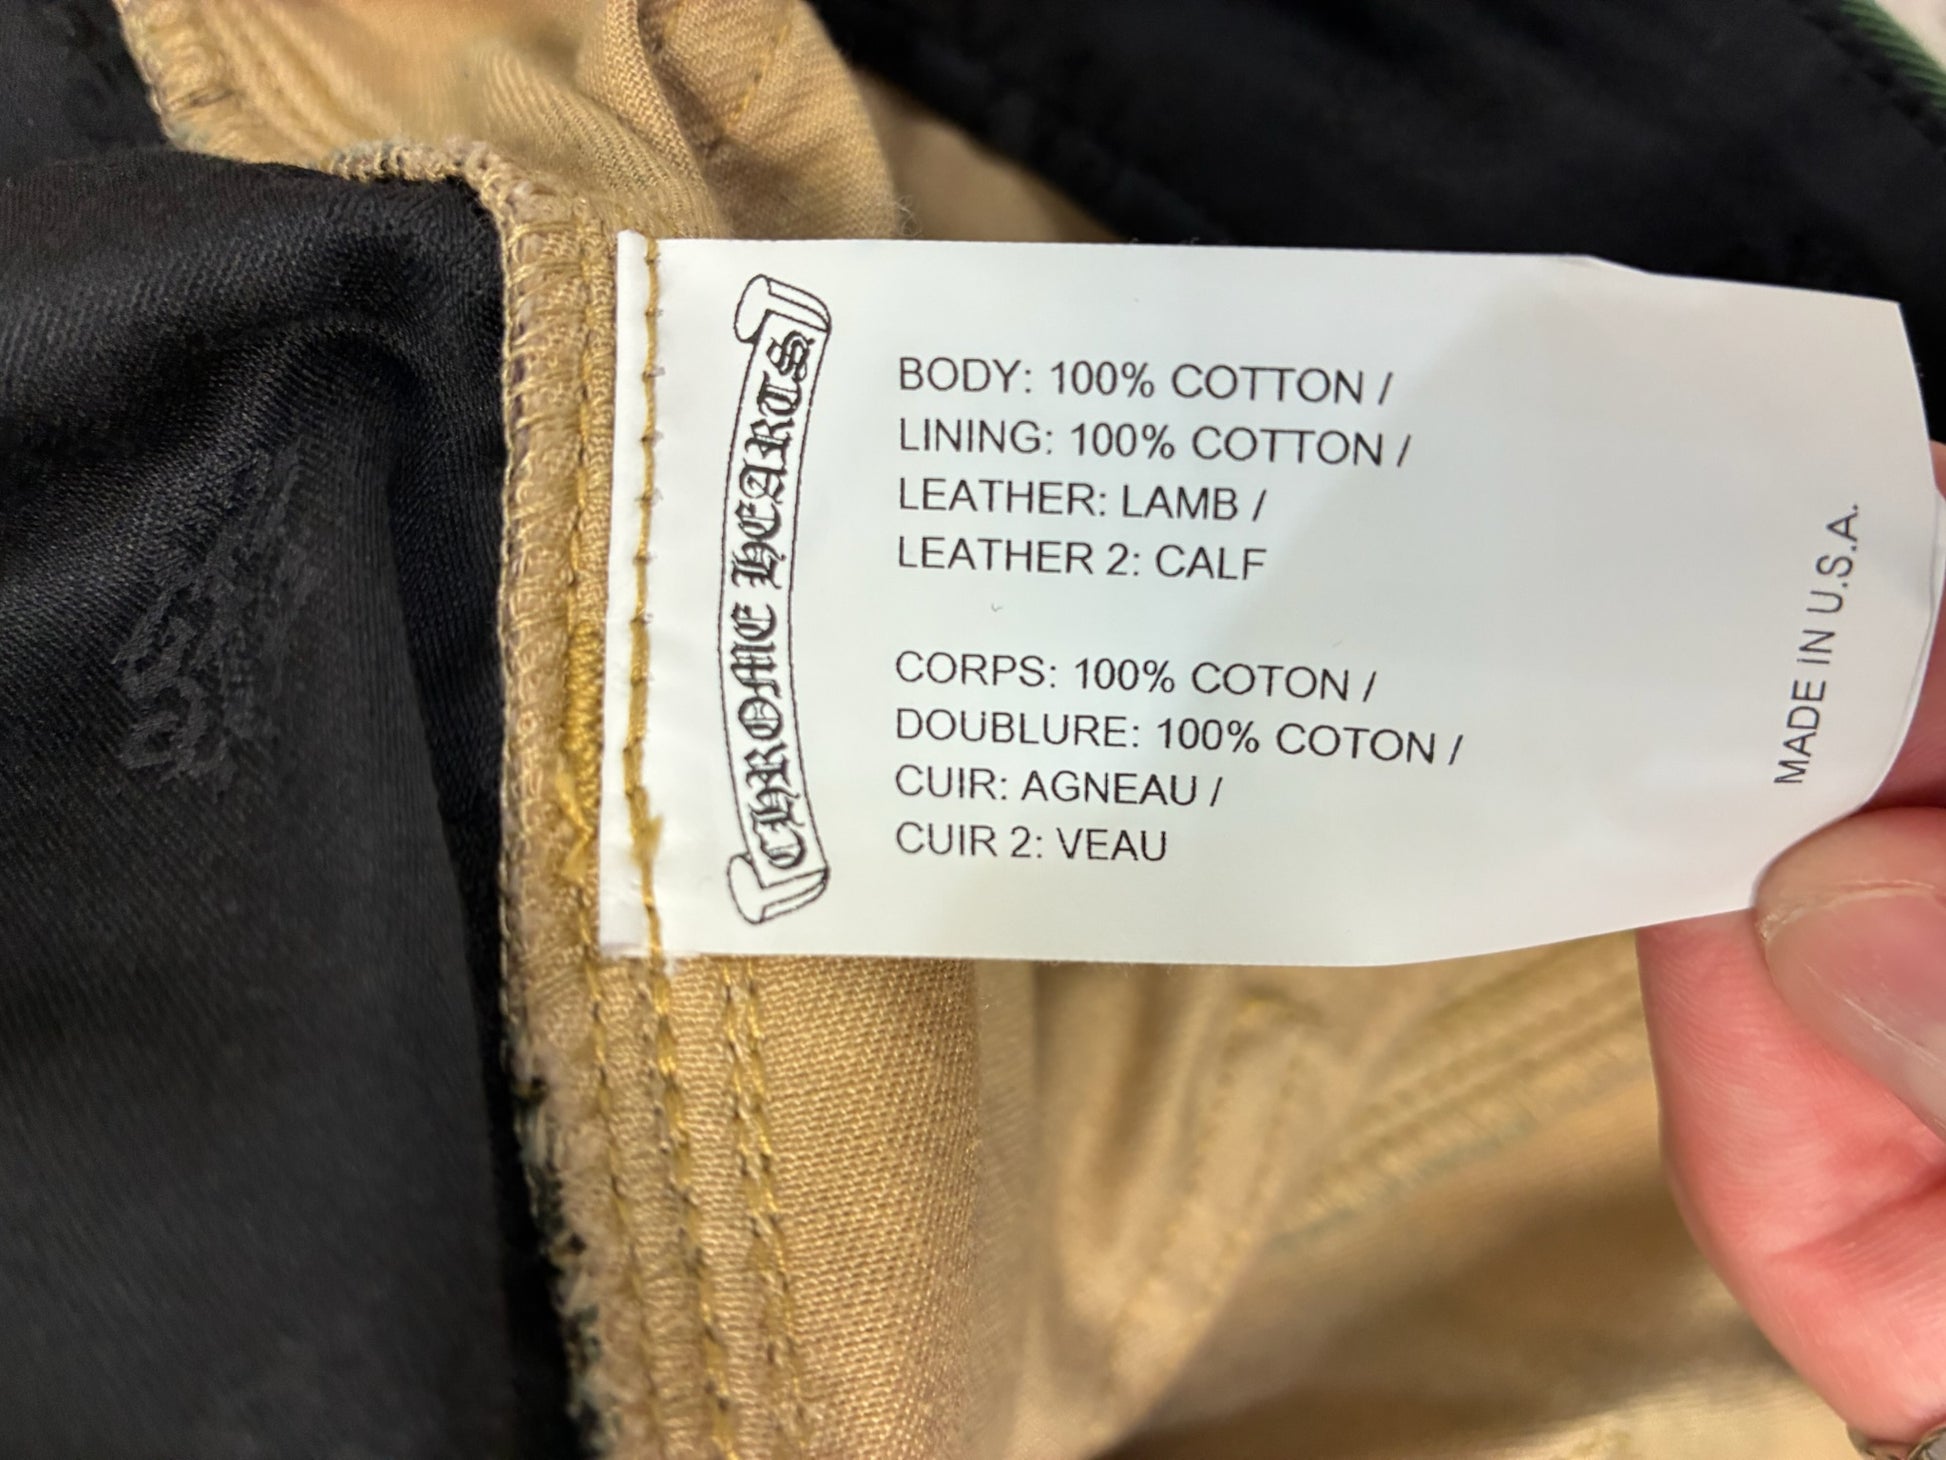 CHROME HEARTS
BODY: 100% COTTON /
LINING: 100% COTTON /
LEATHER: LAMB /
LEATHER 2: CALF
CORPS: 100% COTON /
DOUBLURE: 100% COTON /
CUIR: AGNEAU /
CUIR 2: VEAU
MADE IN U.S.A.